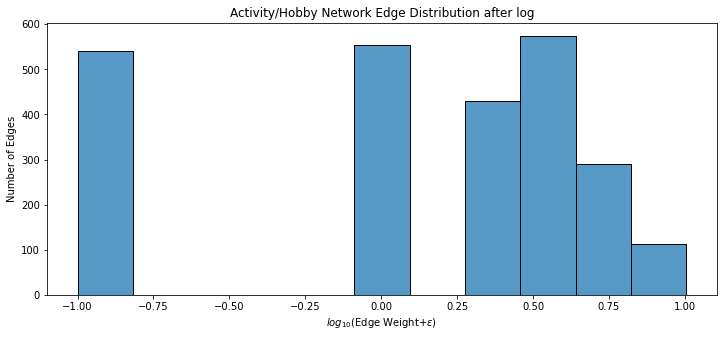 Activity/Hobby Network Edge Distribution after log
600
500
400
300
200
100
0
Number of Edges
−1.00 −0.75 −0.50 −0.25 0.00 0.25 0.50 0.75 1.00
log₁₀(Edge Weight+ε)